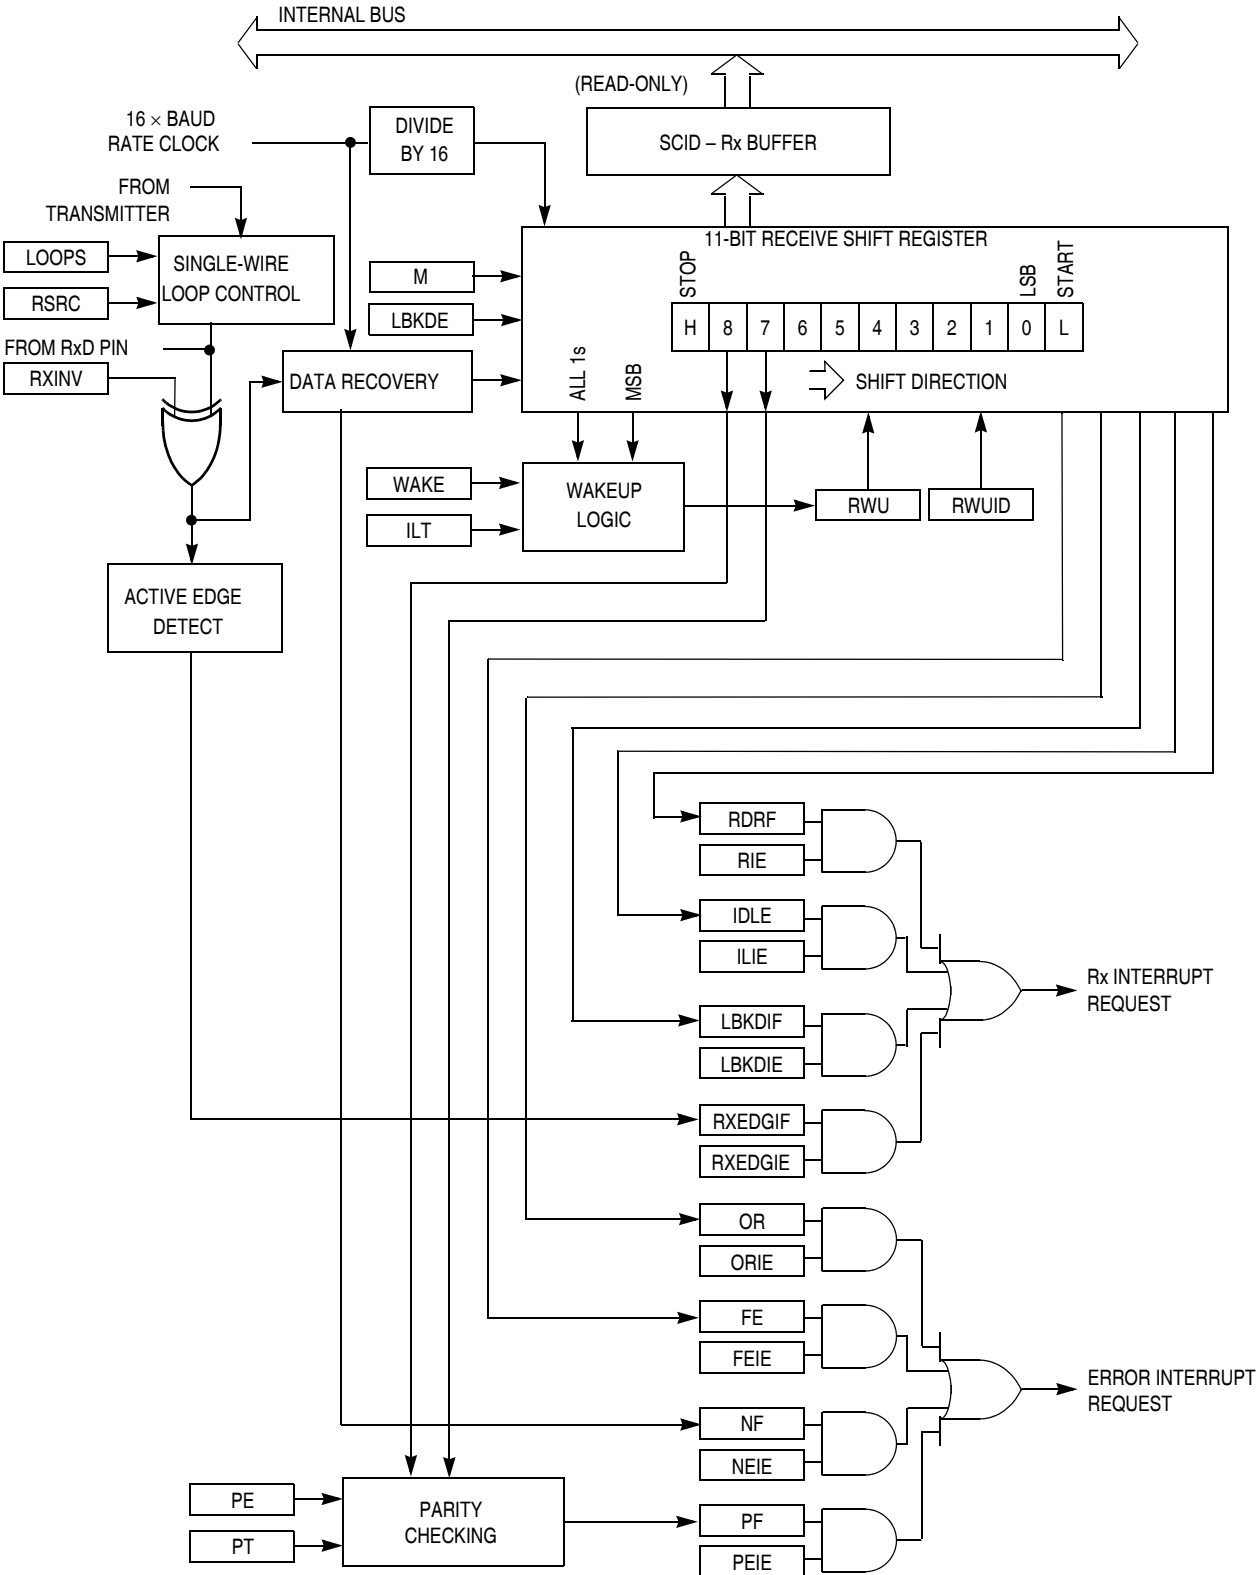 INTERNAL BUS
(READ-ONLY)
16 × BAUD
RATE CLOCK
DIVIDE
BY 16
SCID – Rx BUFFER
FROM
TRANSMITTER
11-BIT RECEIVE SHIFT REGISTER
LOOPS
SINGLE-WIRE
LOOP CONTROL
RSRC
M
LBKDE
STOP
LSB
START
H 8 7 6 5 4 3 2 1 0 L
FROM RxD PIN
RXINV
DATA RECOVERY
ALL 1s
MSB
SHIFT DIRECTION
WAKE
ILT
WAKEUP
LOGIC
RWU
RWUID
ACTIVE EDGE
DETECT
RDRF
RIE
IDLE
ILIE
Rx INTERRUPT
REQUEST
LBKDIF
LBKDIE
RXEDGIF
RXEDGIE
OR
ORIE
FE
FEIE
ERROR INTERRUPT
REQUEST
NF
NEIE
PE
PT
PARITY
CHECKING
PF
PEIE